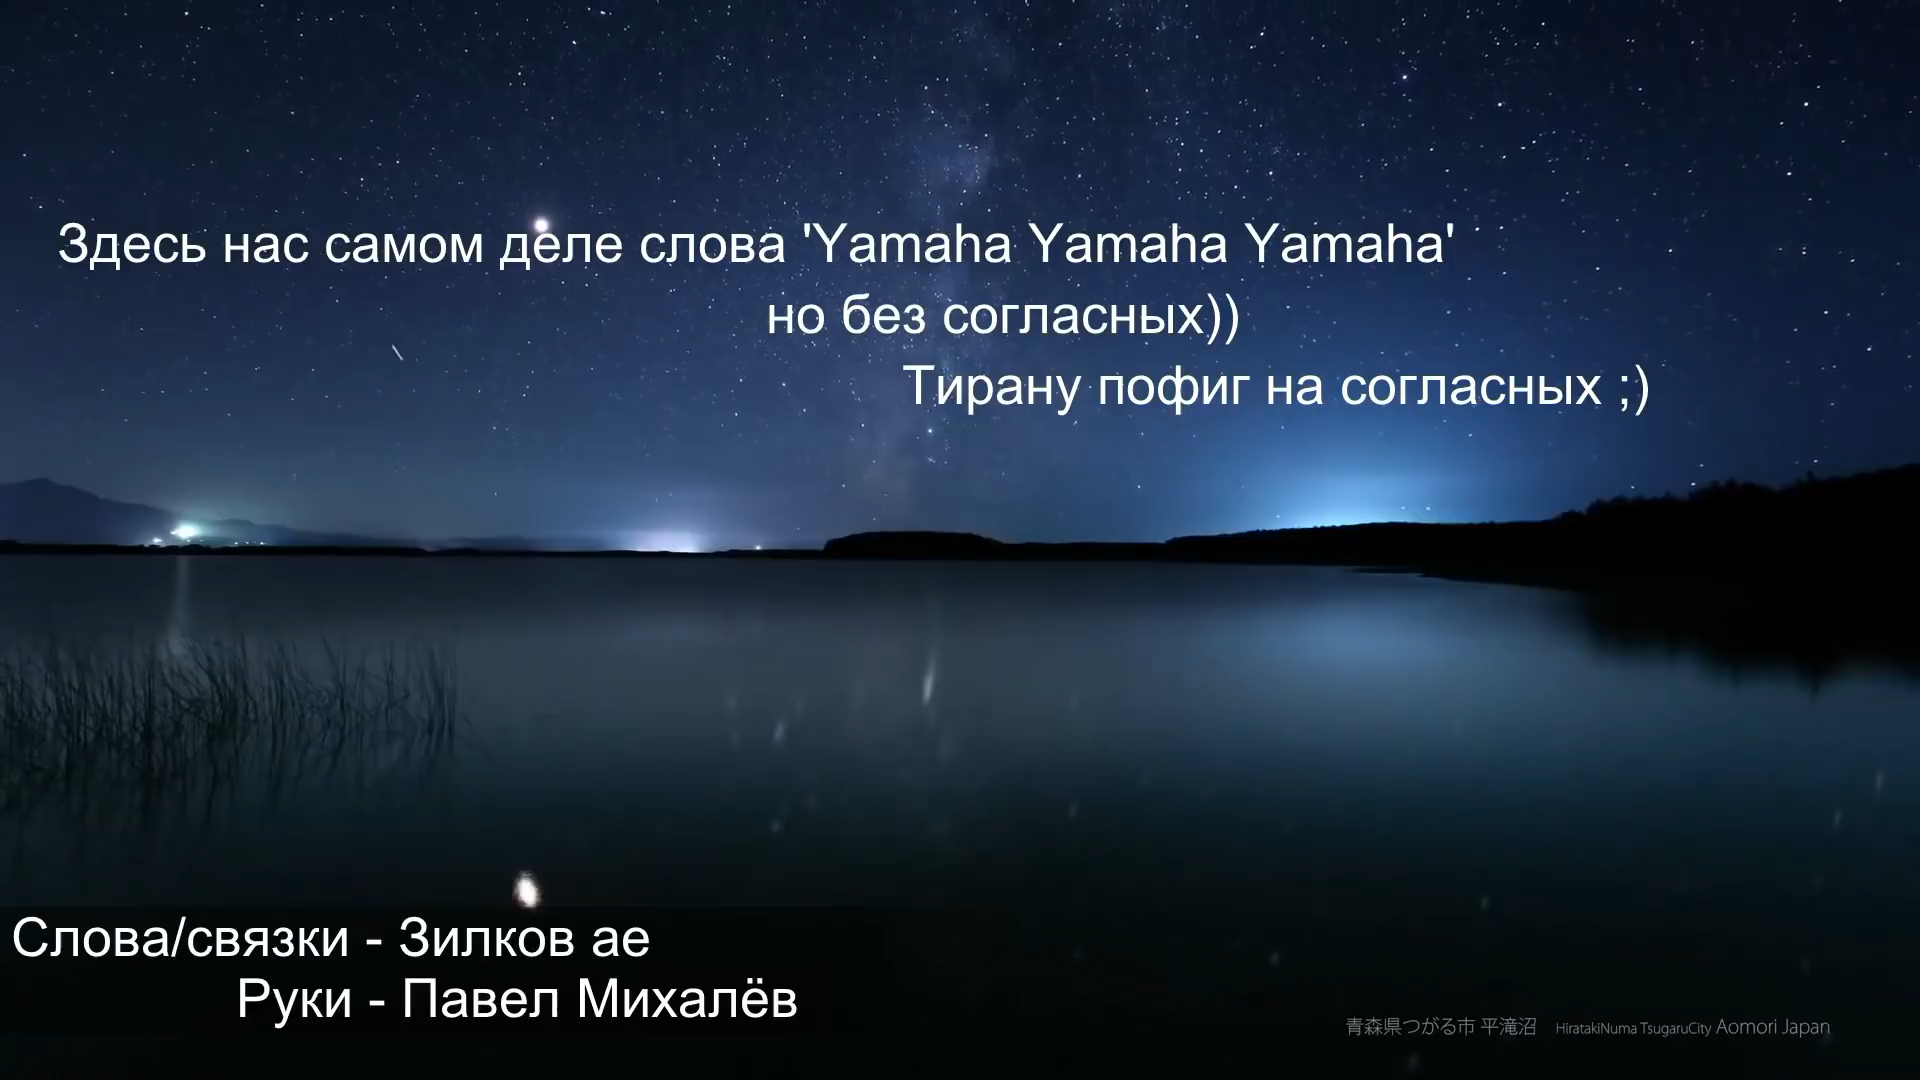 Здесь нас самом деле слова 'Yamaha Yamaha Yamaha'
но без согласных))
Тирану пофиг на согласных ;)
Слова/связки - Зилков ае
Руки - Павел Михалёв
青森県つがる市 平滝沼 HiratakiNuma TsugaruCity Aomori Japan